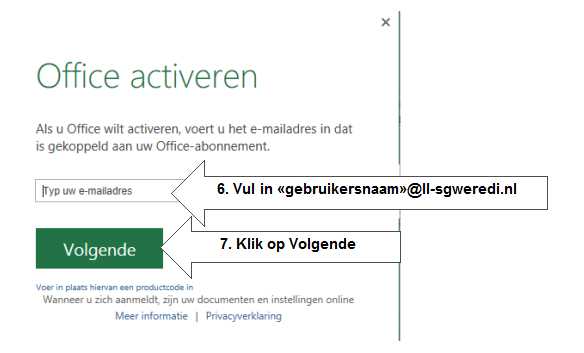 ×
Office activeren
Als u Office wilt activeren, voert u het e-mailadres in dat
is gekoppeld aan uw Office-abonnement.
Typ uw e-mailadres
6. Vul in «gebruikersnaam»@ll-sgweredi.nl
Volgende
7. Klik op Volgende
Voer in plaats hiervan een productcode in
Wanneer u zich aanmeldt, zijn uw documenten en instellingen online
Meer informatie | Privacyverklaring